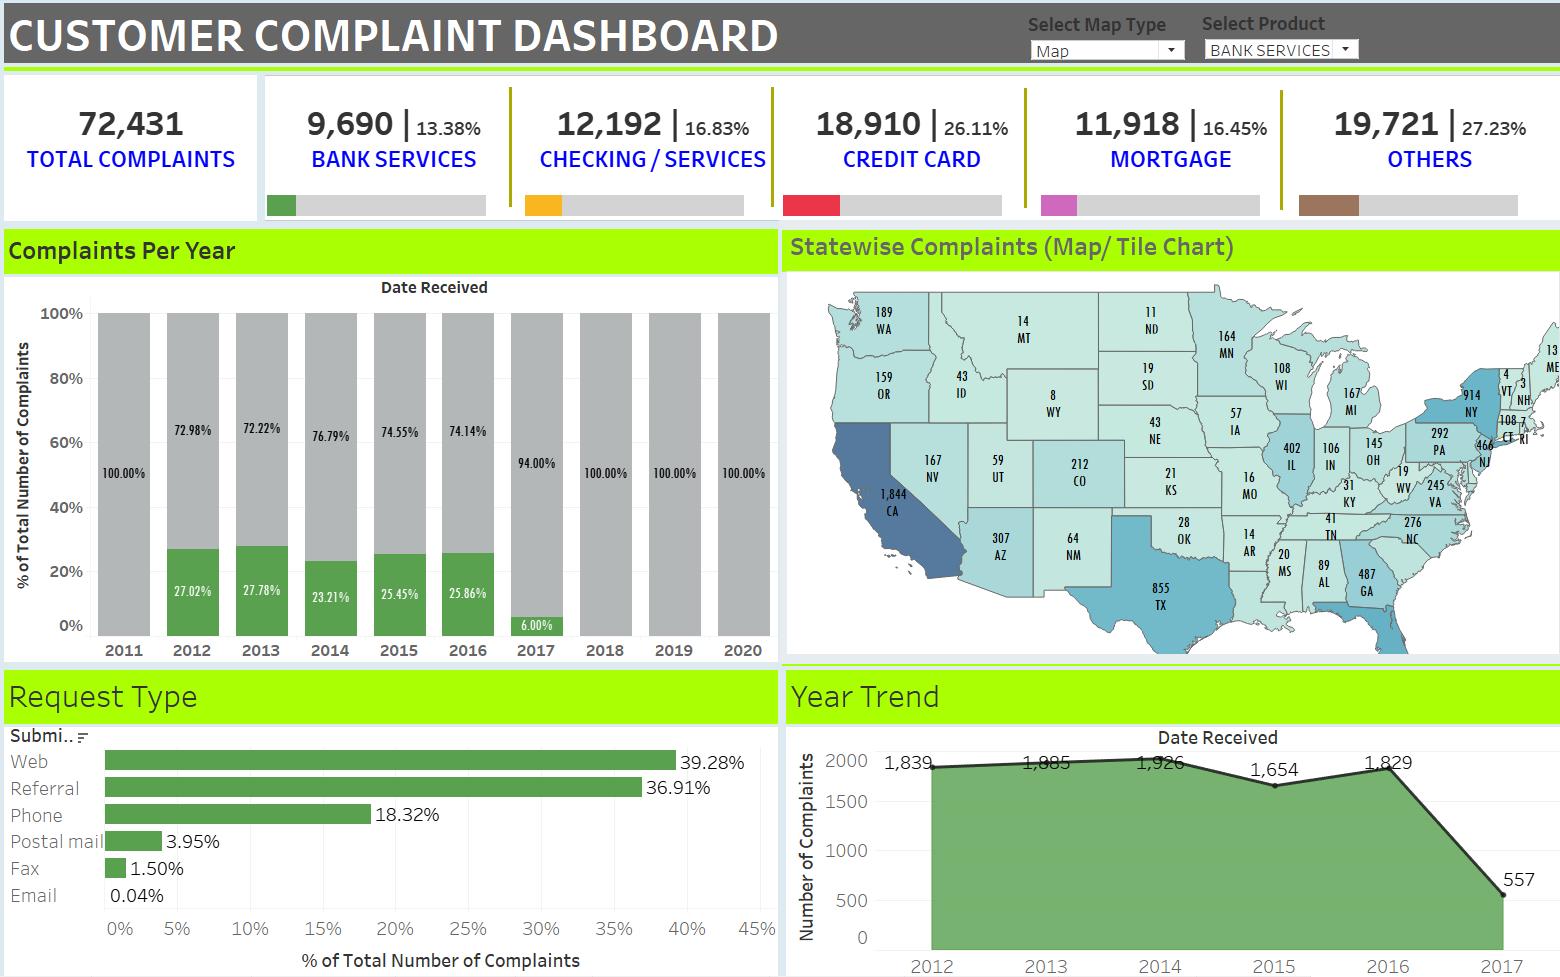 CUSTOMER COMPLAINT DASHBOARD
Select Map Type
Map
Select Product
BANK SERVICES
72,431
TOTAL COMPLAINTS
9,690 | 13.38%
BANK SERVICES
12,192 | 16.83%
CHECKING / SERVICES
18,910 | 26.11%
CREDIT CARD
11,918 | 16.45%
MORTGAGE
19,721 | 27.23%
OTHERS
Complaints Per Year
Date Received
% of Total Number of Complaints
100%
80%
60%
40%
20%
0%
100.00%
72.98%
72.22%
76.79%
74.55%
74.14%
94.00%
100.00%
100.00%
100.00%
27.02%
27.78%
23.21%
25.45%
25.86%
6.00%
2011 2012 2013 2014 2015 2016 2017 2018 2019 2020
Statewise Complaints (Map/ Tile Chart)
189
WA
14
MT
11
ND
164
MN
13
ME
159
OR
43
ID
8
WY
19
SD
108
WI
167
MI
914
NY
4
VT
3
NH
108
CT
7
RI
1,844
CA
167
NV
59
UT
212
CO
43
NE
57
IA
402
IL
106
IN
145
OH
292
PA
466
NJ
21
KS
16
MO
31
KY
19
WV
245
VA
307
AZ
64
NM
28
OK
14
AR
41
TN
276
NC
855
TX
20
MS
89
AL
487
GA
Request Type
Submi..
Web 39.28%
Referral 36.91%
Phone 18.32%
Postal mail 3.95%
Fax 1.50%
Email 0.04%
0% 5% 10% 15% 20% 25% 30% 35% 40% 45%
% of Total Number of Complaints
Year Trend
Date Received
Number of Complaints
2000
1500
1000
500
0
1,839
1,885
1,926
1,654
1,829
557
2012 2013 2014 2015 2016 2017